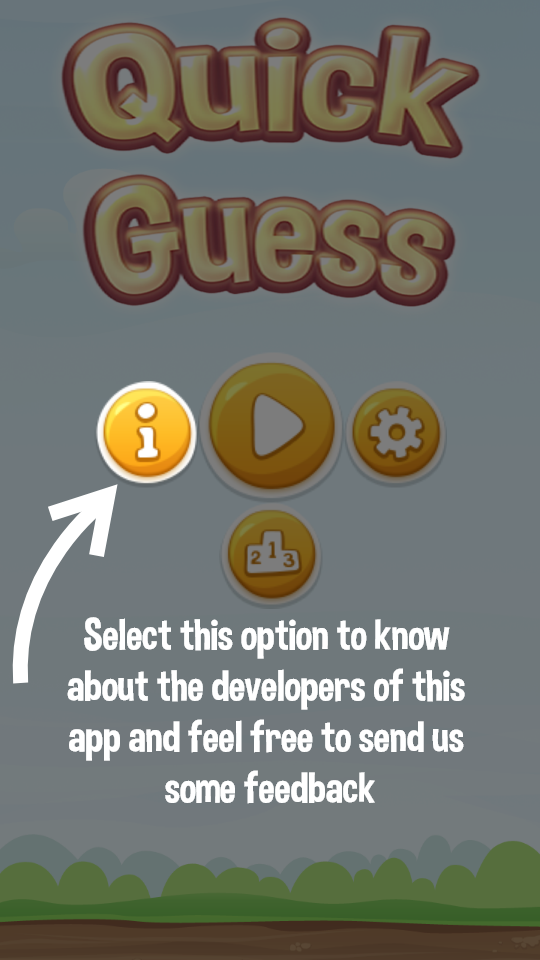 Quick
Guess
i
2 1 3
Select this option to know
about the developers of this
app and feel free to send us
some feedback